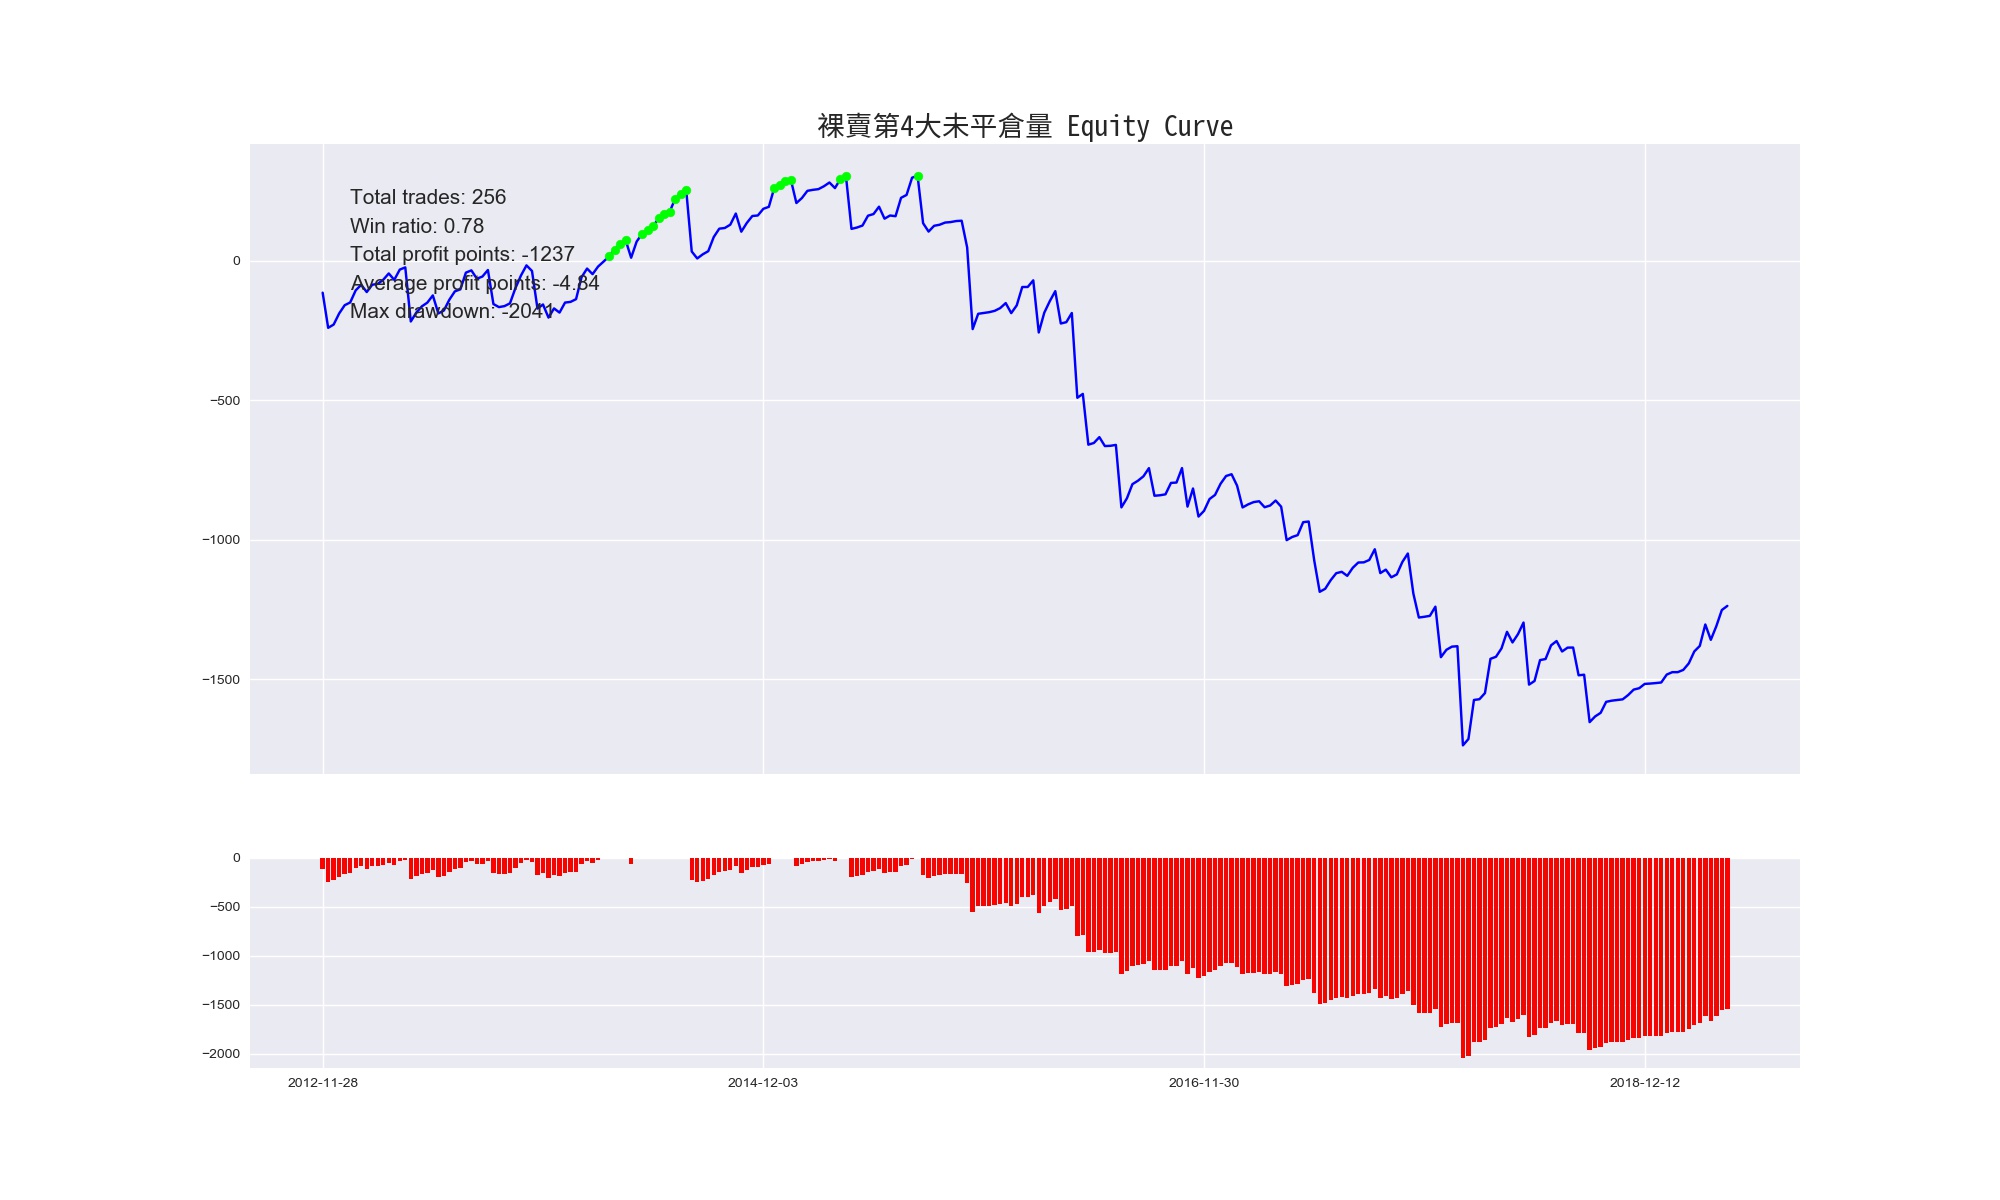 裸賣第4大未平倉量 Equity Curve
Total trades: 256
Win ratio: 0.78
Total profit points: -1237
Average profit points: -4.84
Max drawdown: -2041
0
−500
−1000
−1500
0
−500
−1000
−1500
−2000
2012-11-28
2014-12-03
2016-11-30
2018-12-12